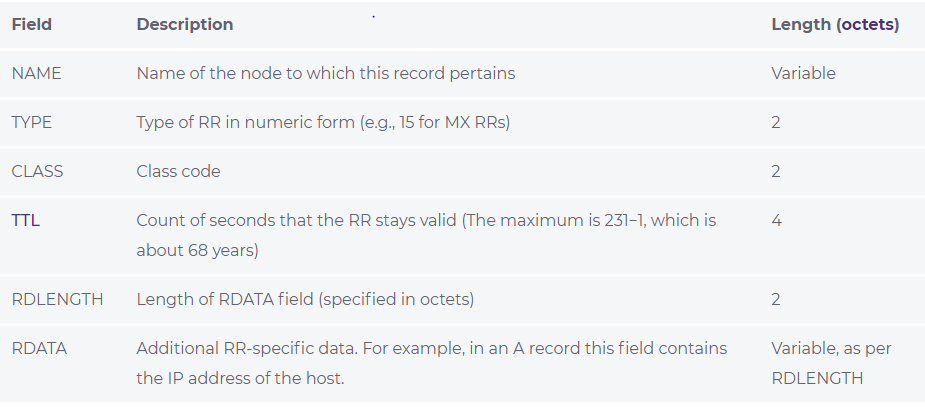 Field Description Length (octets)
NAME Name of the node to which this record pertains Variable
TYPE Type of RR in numeric form (e.g., 15 for MX RRs) 2
CLASS Class code 2
TTL Count of seconds that the RR stays valid (The maximum is 231−1, which is 4
about 68 years)
RDLENGTH Length of RDATA field (specified in octets) 2
RDATA Additional RR-specific data. For example, in an A record this field contains Variable, as per
the IP address of the host. RDLENGTH